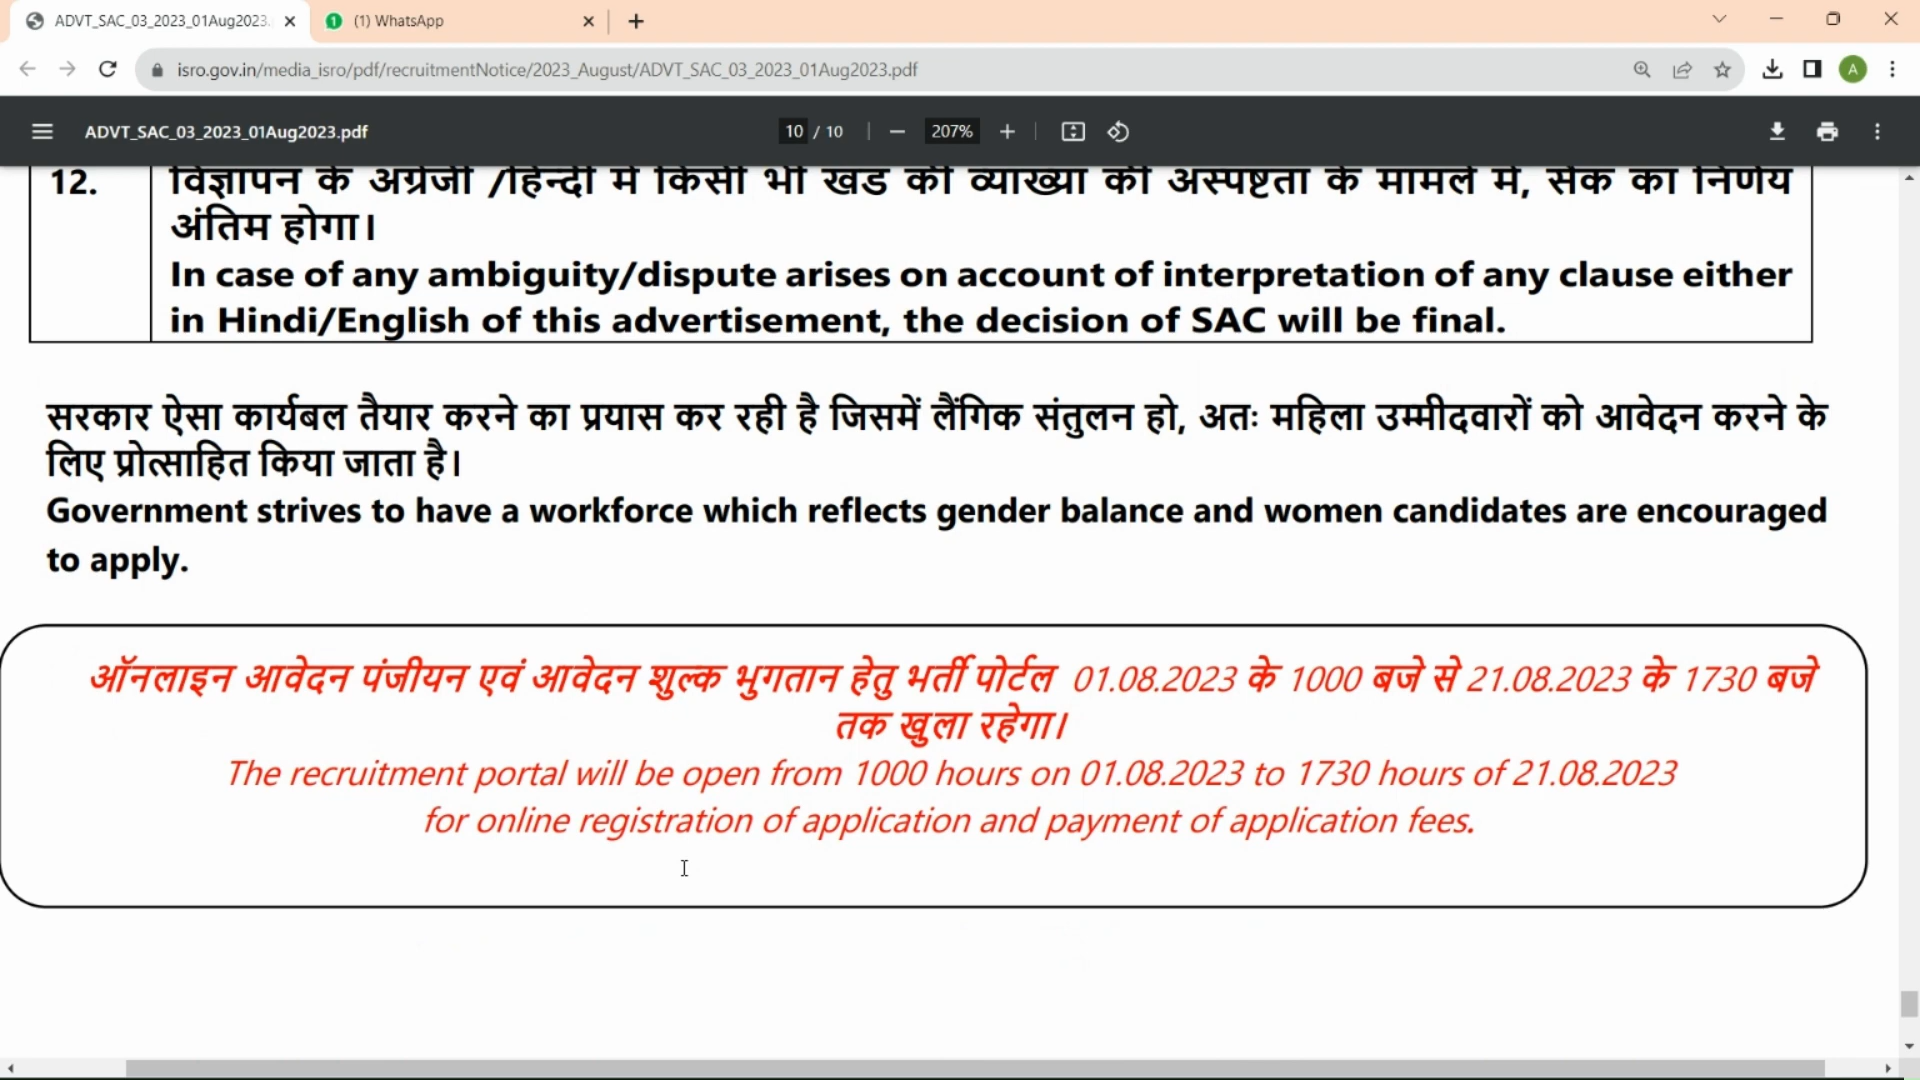 ADVT_SAC_03_2023_01Aug2023.
(1) WhatsApp
isro.gov.in/media_isro/pdf/recruitmentNotice/2023_August/ADVT_SAC_03_2023_01Aug2023.pdf
A
ADVT_SAC_03_2023_01Aug2023.pdf
10 / 10
207%
12.
विज्ञापन के अंग्रेजी /हिन्दी में किसी भी खंड की व्याख्या की अस्पष्टता के मामले में, सैक का निर्णय
अंतिम होगा।
In case of any ambiguity/dispute arises on account of interpretation of any clause either
in Hindi/English of this advertisement, the decision of SAC will be final.
सरकार ऐसा कार्यबल तैयार करने का प्रयास कर रही है जिसमें लैंगिक संतुलन हो, अतः महिला उम्मीदवारों को आवेदन करने के
लिए प्रोत्साहित किया जाता है।
Government strives to have a workforce which reflects gender balance and women candidates are encouraged
to apply.
ऑनलाइन आवेदन पंजीयन एवं आवेदन शुल्क भुगतान हेतु भर्ती पोर्टल 01.08.2023 के 1000 बजे से 21.08.2023 के 1730 बजे
तक खुला रहेगा।
The recruitment portal will be open from 1000 hours on 01.08.2023 to 1730 hours of 21.08.2023
for online registration of application and payment of application fees.